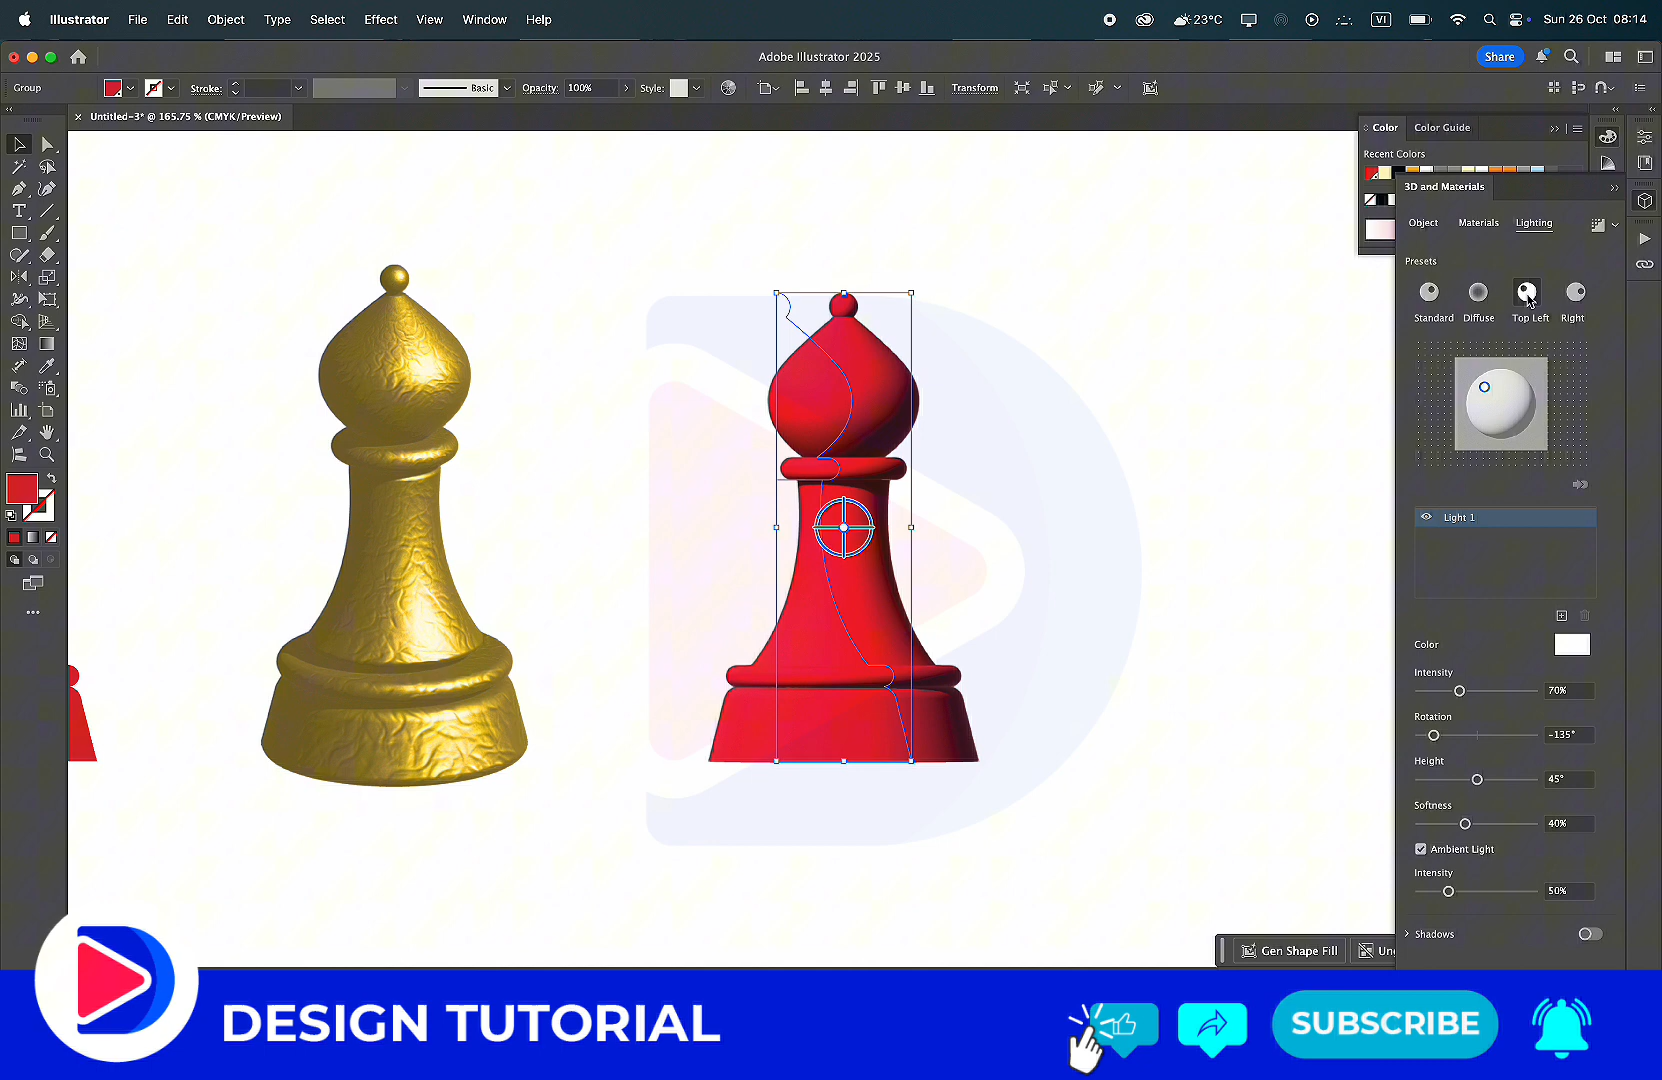 Illustrator File Edit Object Type Select Effect View Window Help
23°C VI Sun 26 Oct 08:14
Adobe Illustrator 2025
Share
Group Stroke: Basic Opacity: 100% Style: Transform
× Untitled-3* @ 165.75 % (CMYK/Preview)
Color Color Guide
Recent Colors
3D and Materials
Object Materials Lighting
Presets
Standard Diffuse Top Left Right
Light 1
Color
Intensity
70%
Rotation
-135°
Height
45°
Softness
40%
Ambient Light
Intensity
50%
Shadows
Gen Shape Fill Un
DESIGN TUTORIAL
SUBSCRIBE